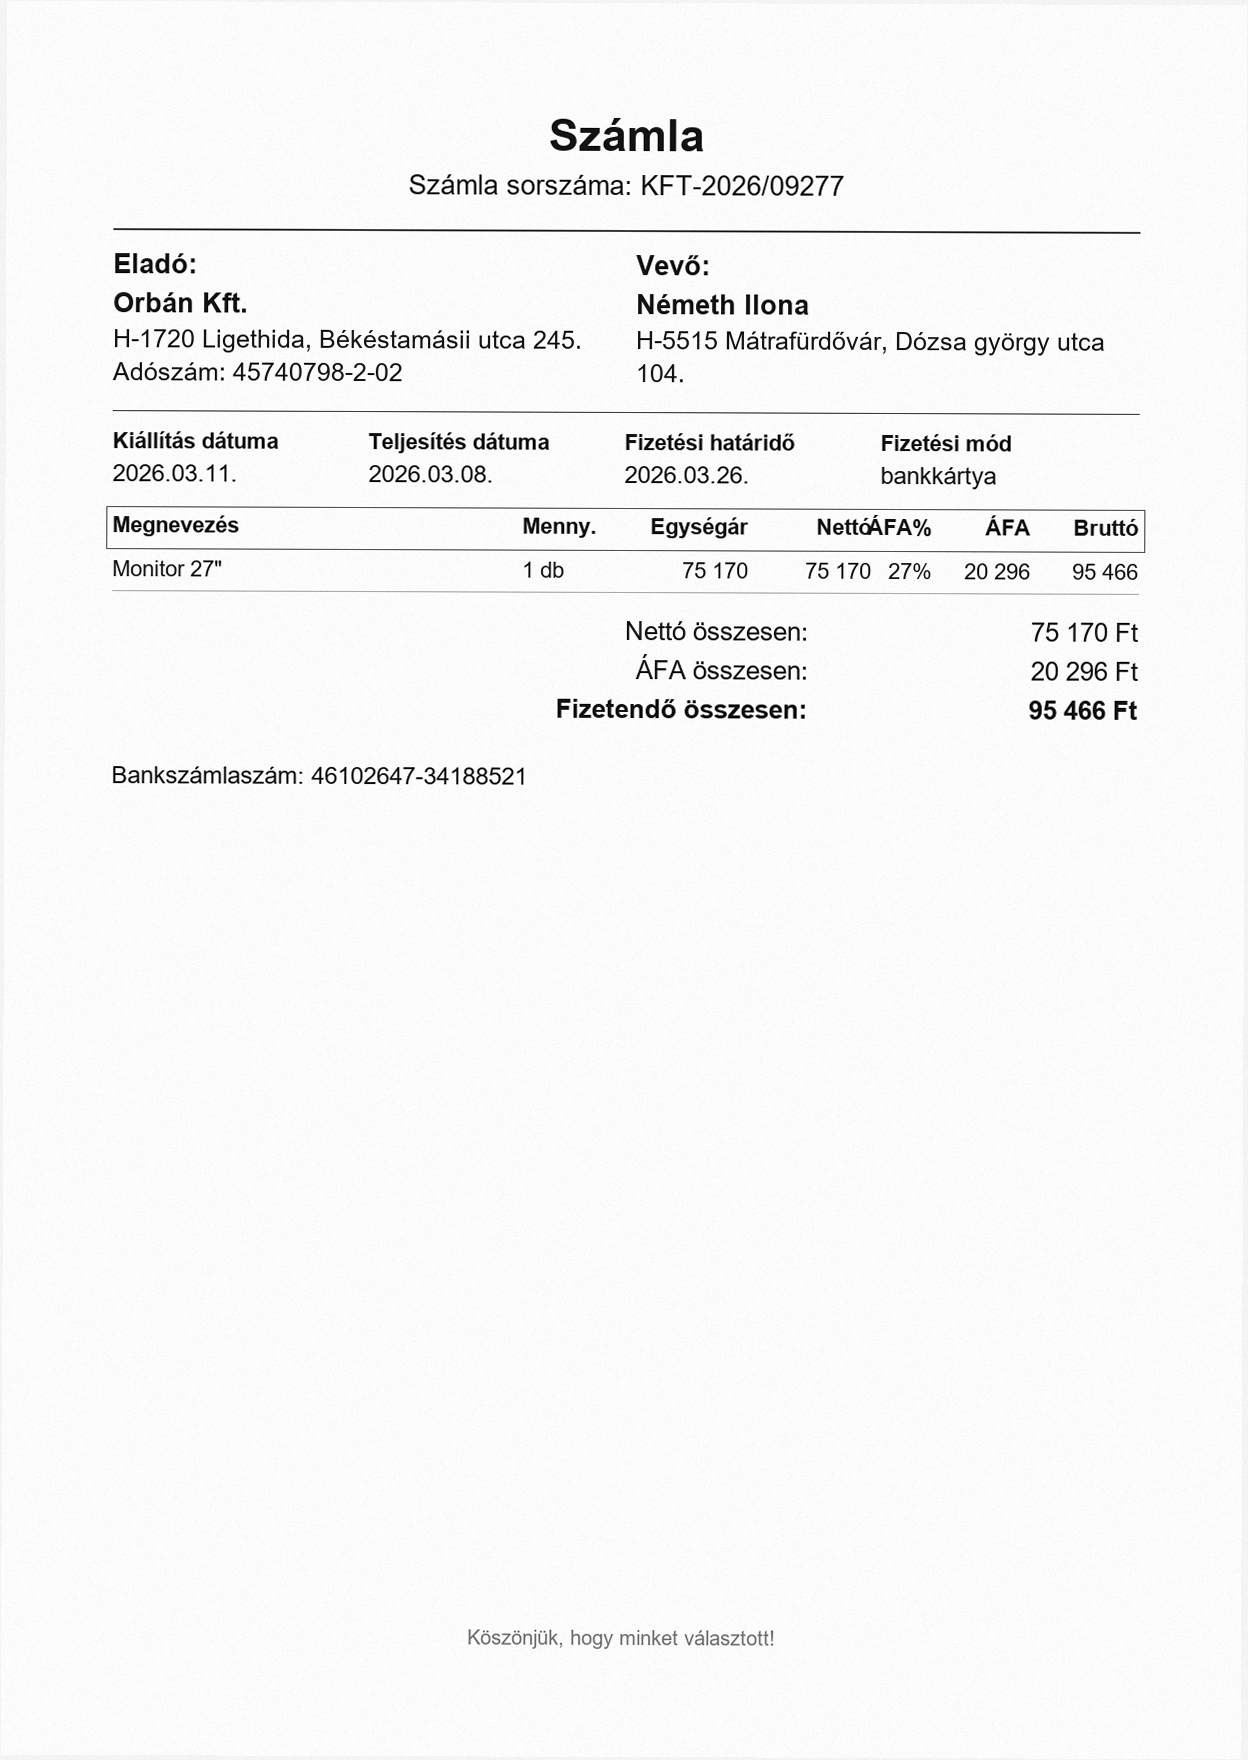 Számla
Számla sorszáma: KFT-2026/09277
Eladó:
Orbán Kft.
H-1720 Ligethida, Békéstamásii utca 245.
Adószám: 45740798-2-02
Vevő:
Németh Ilona
H-5515 Mátrafürdővár, Dózsa györgy utca
104.
Kiállítás dátuma Teljesítés dátuma Fizetési határidő Fizetési mód
2026.03.11. 2026.03.08. 2026.03.26. bankkártya
Megnevezés Menny. Egységár Nettó ÁFA% ÁFA Bruttó
Monitor 27" 1 db 75 170 75 170 27% 20 296 95 466
Nettó összesen: 75 170 Ft
ÁFA összesen: 20 296 Ft
Fizetendő összesen: 95 466 Ft
Bankszámlaszám: 46102647-34188521
Köszönjük, hogy minket választott!